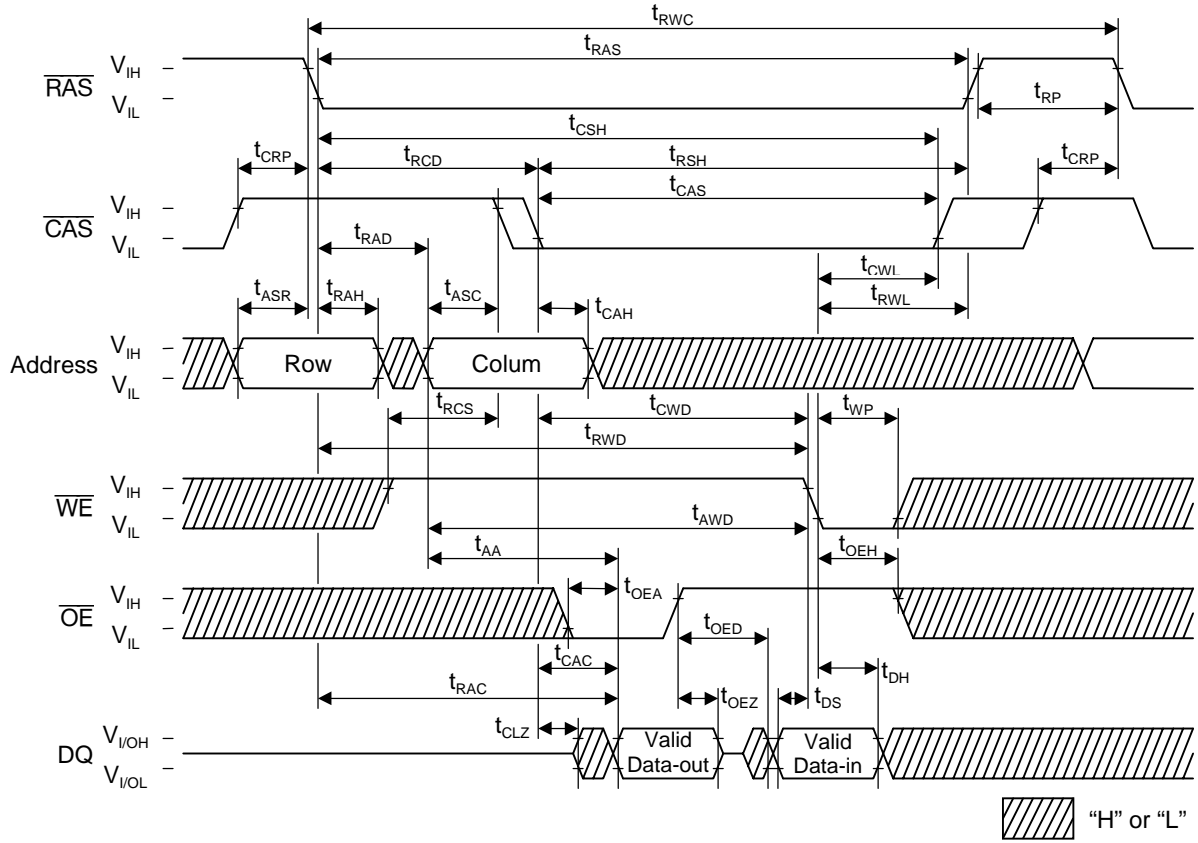 tRWC
tRAS
RAS
VIH
VIL
tRP
tCSH
tCRP
tRCD
tRSH
tCRP
tCAS
CAS
VIH
VIL
tRAD
tCWL
tRWL
tASR
tRAH
tASC
tCAH
Address
VIH
VIL
Row
Colum
tRCS
tCWD
tWP
tRWD
WE
VIH
VIL
tAWD
tAA
tOEH
OE
VIH
VIL
tOEA
tOED
tCAC
tDH
tRAC
tOEZ
tDS
tCLZ
DQ
VI/OH
VI/OL
Valid
Data-out
Valid
Data-in
“H” or “L”